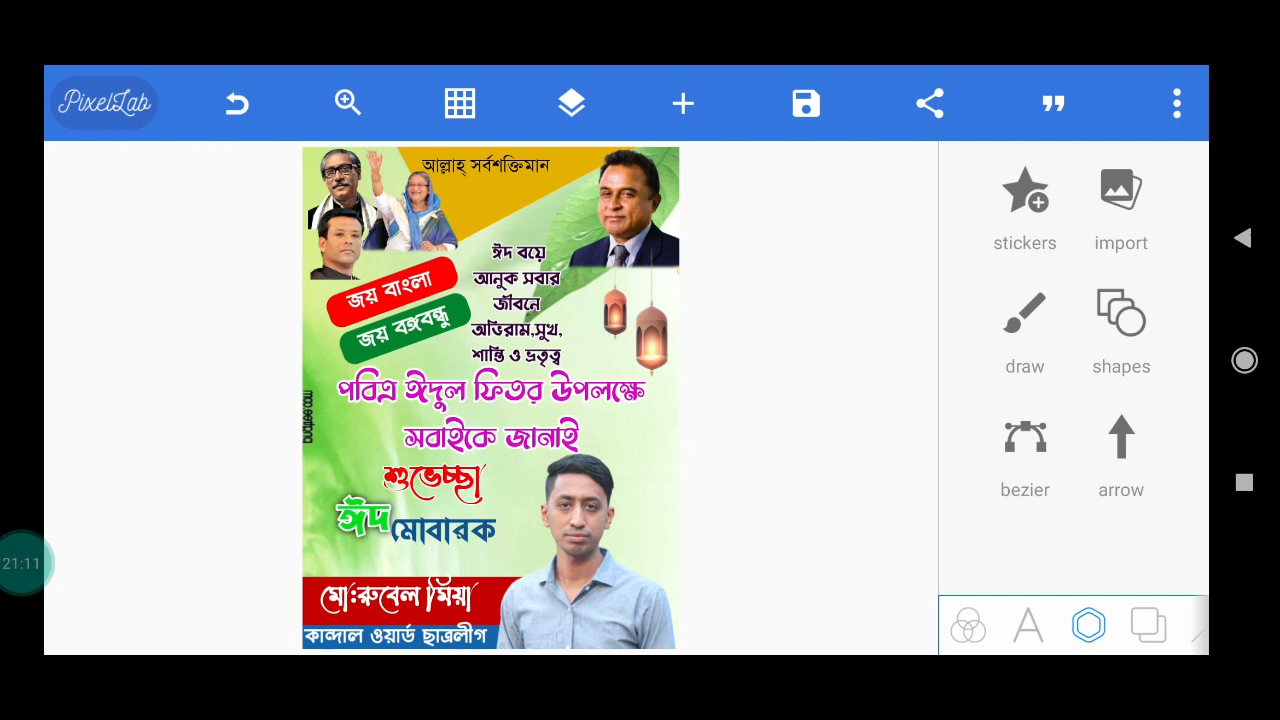 PixelLab
আল্লাহ্ সর্বশক্তিমান
ঈদ বয়ে
আনুক সবার
জীবনে
অভিরাম,সুখ,
শান্তি ও ভ্রতৃত্ব
জয় বাংলা
জয় বঙ্গবন্ধু
পবিত্র ঈদুল ফিতর উপলক্ষে
সবাইকে জানাই
শুভেচ্ছা
ঈদ
মোবারক
মো:রুবেল মিয়া
কান্দাল ওয়ার্ড ছাত্রলীগ
stickers
import
draw
shapes
bezier
arrow
21:11